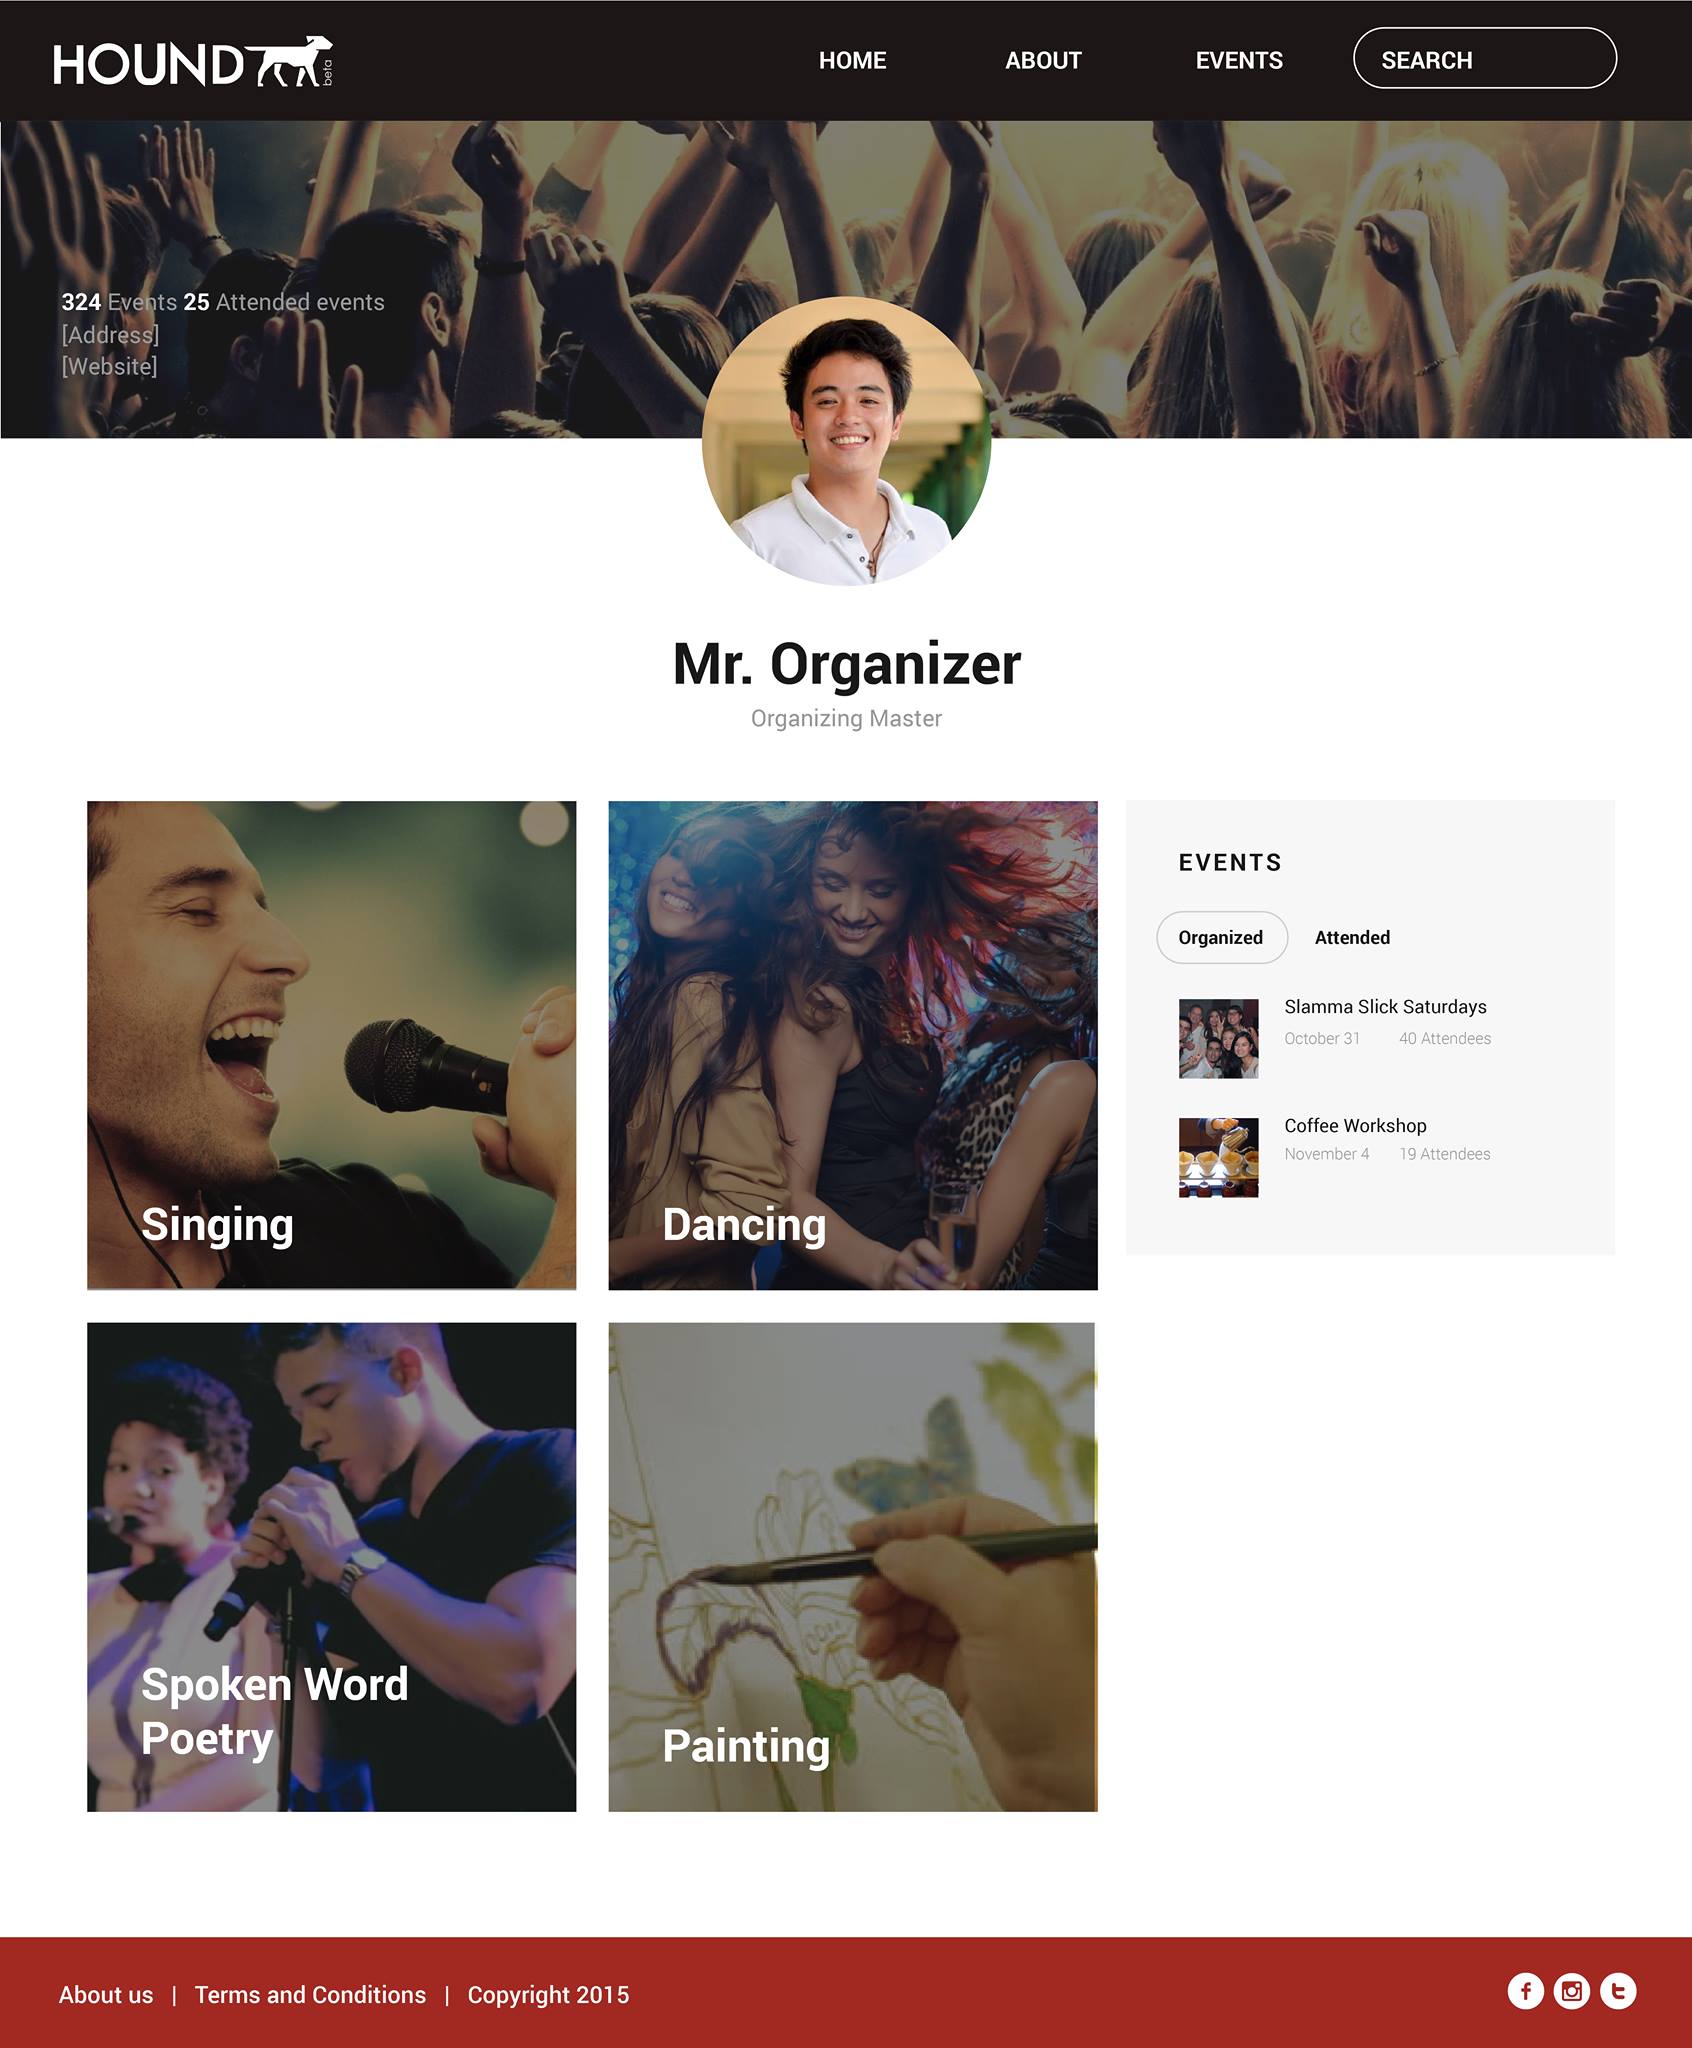 HOUND
beta
HOME
ABOUT
EVENTS
SEARCH
324 Events 25 Attended events
[Address]
[Website]
Mr. Organizer
Organizing Master
Singing
Dancing
EVENTS
Organized
Attended
Slamma Slick Saturdays
October 31 40 Attendees
Coffee Workshop
November 4 19 Attendees
Spoken Word
Poetry
Painting
About us | Terms and Conditions | Copyright 2015